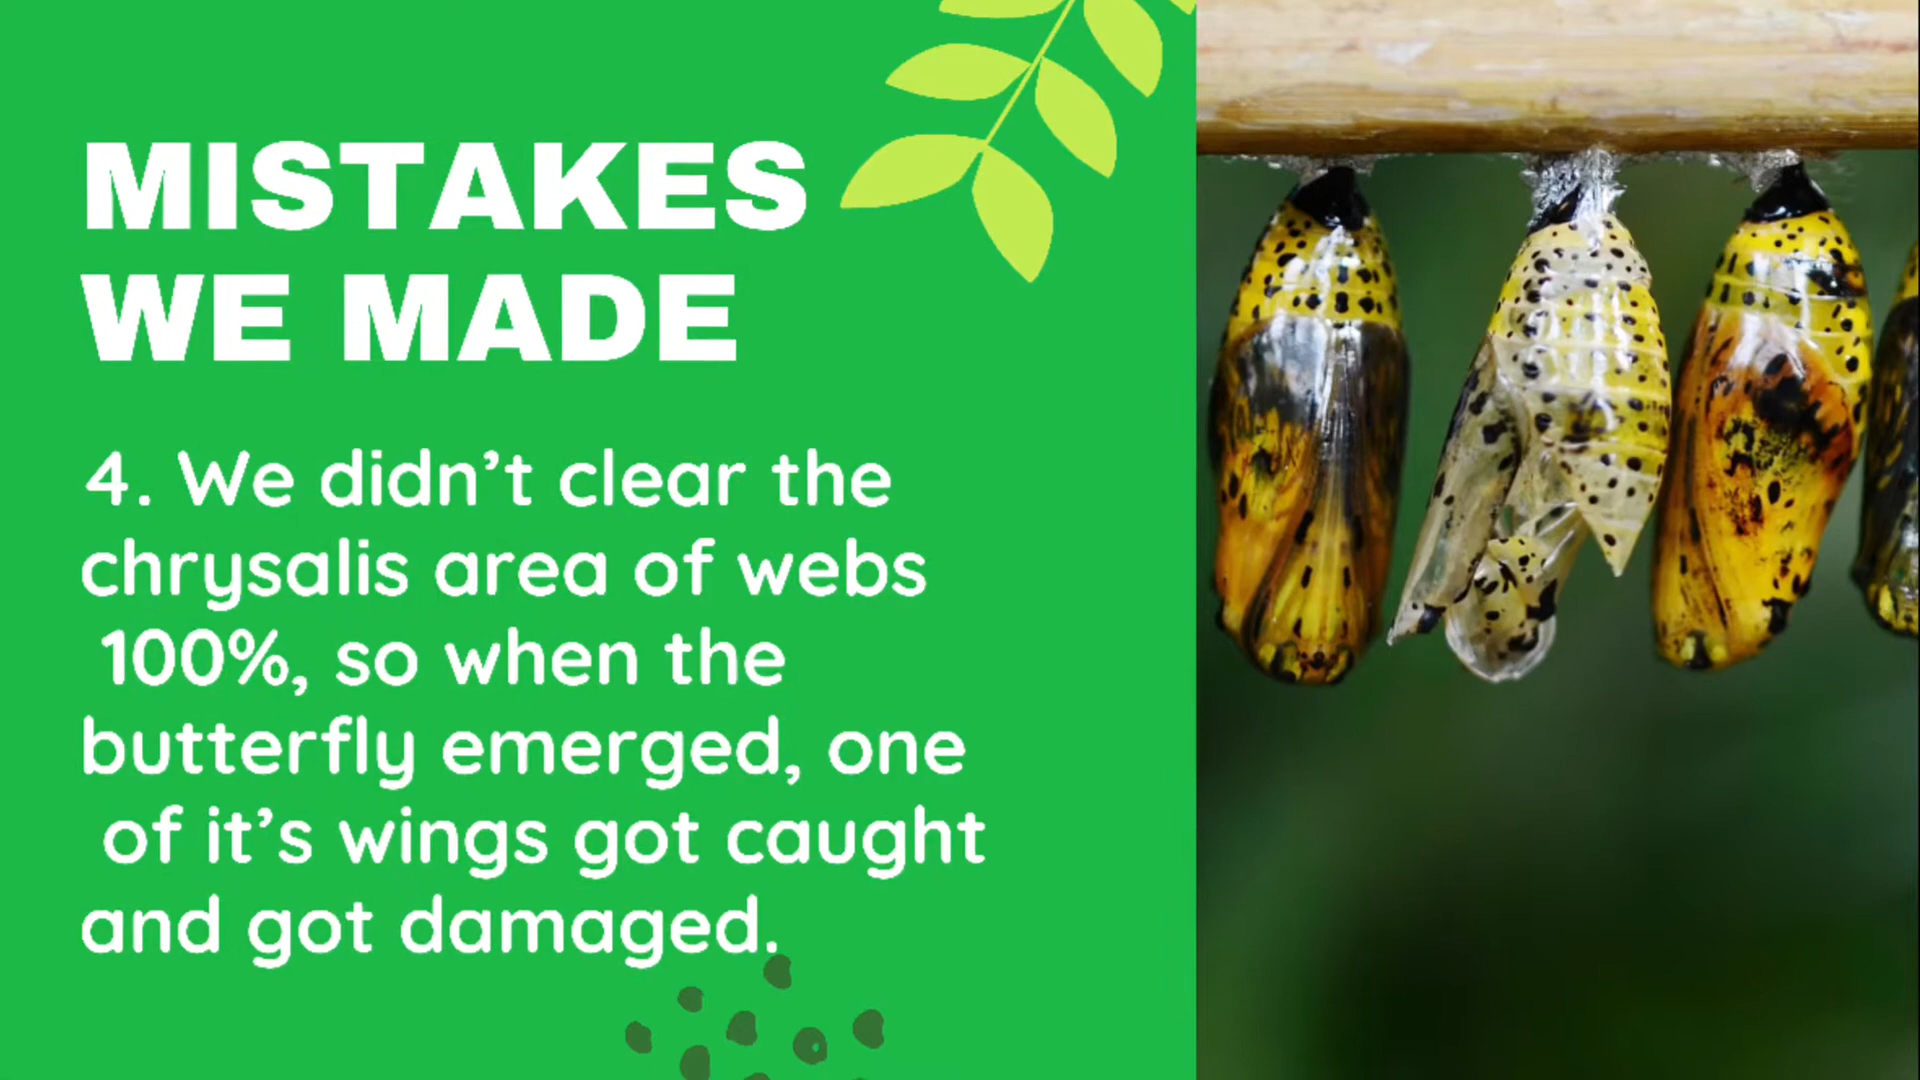 MISTAKES
WE MADE
4. We didn’t clear the
chrysalis area of webs
100%, so when the
butterfly emerged, one
of it’s wings got caught
and got damaged.